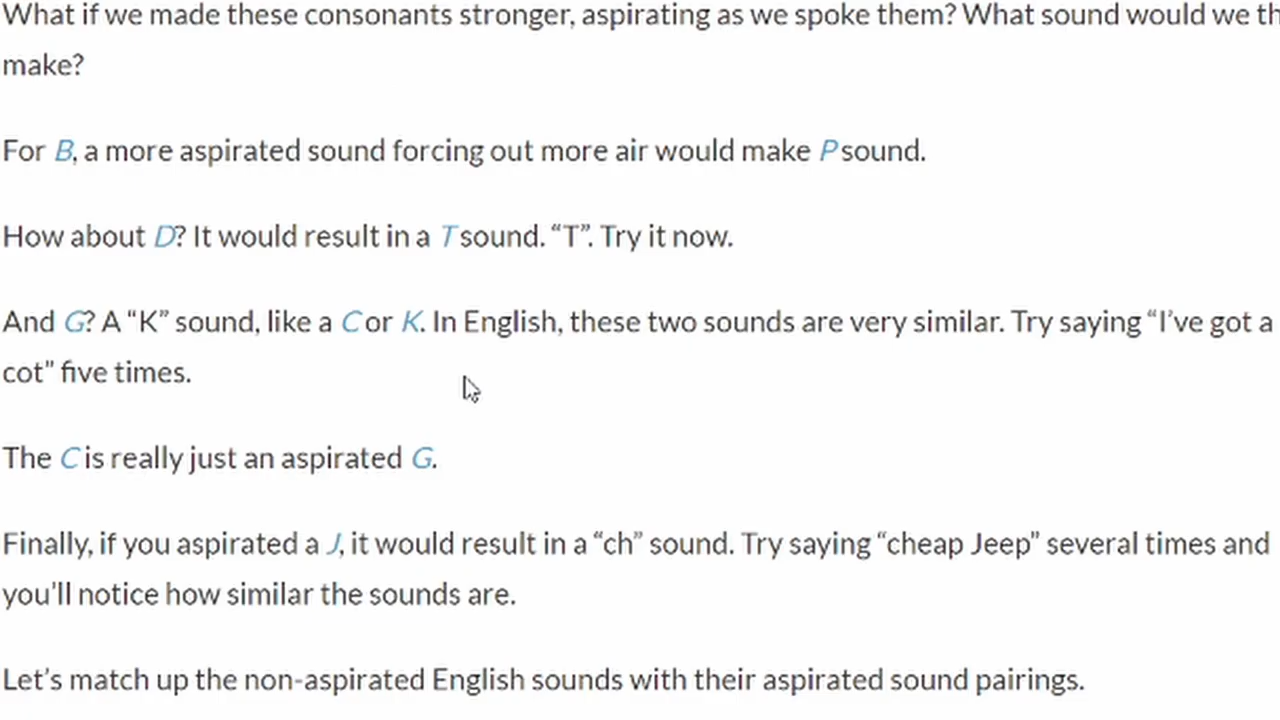 What if we made these consonants stronger, aspirating as we spoke them? What sound would we th
make?
For B, a more aspirated sound forcing out more air would make P sound.
How about D? It would result in a T sound. “T”. Try it now.
And G? A “K” sound, like a C or K. In English, these two sounds are very similar. Try saying “I’ve got a
cot” five times.
The C is really just an aspirated G.
Finally, if you aspirated a J, it would result in a “ch” sound. Try saying “cheap Jeep” several times and
you’ll notice how similar the sounds are.
Let’s match up the non-aspirated English sounds with their aspirated sound pairings.